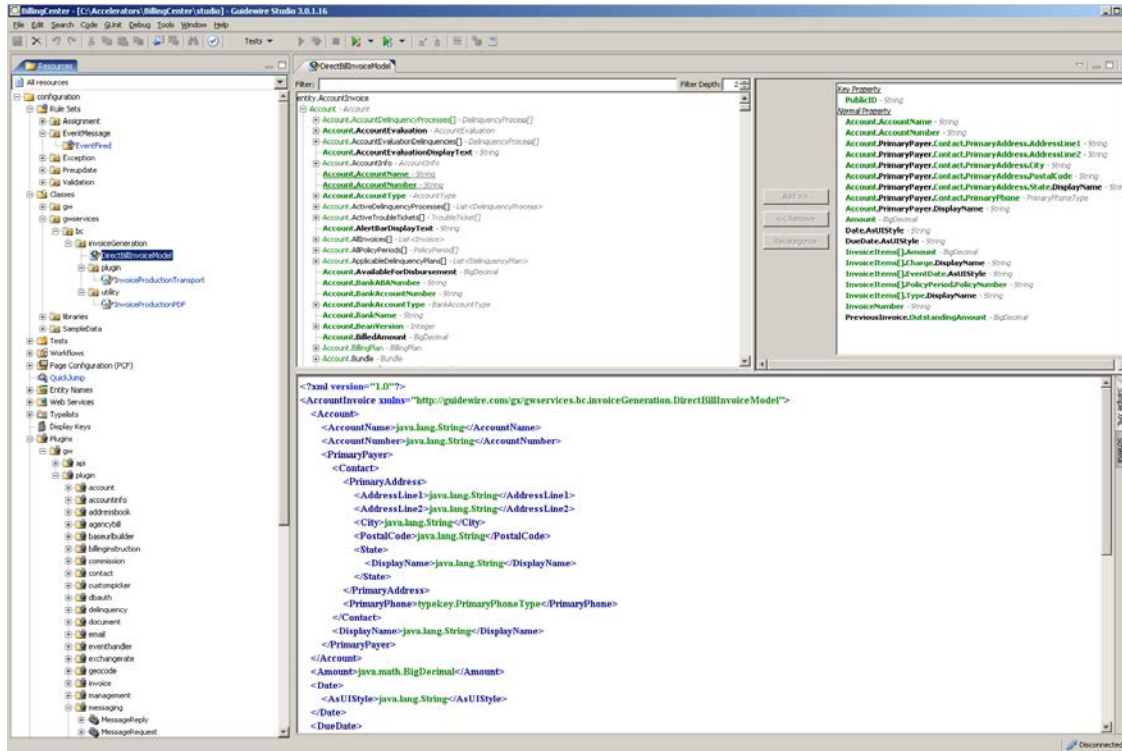 BillingCenter - [C:\Accelerators\BillingCenter\studio] - Guidewire Studio 3.0.1.16
File Edit Search Code GUnit Debug Tools Window Help
Tests
Resources
All resources
configuration
Rule Sets
Assignment
EventMessage
EventFired
Exception
Preupdate
Validation
Classes
gw
gwservices
bc
invoiceGeneration
DirectBillInvoiceModel
plugin
InvoiceProductionTransport
utility
InvoiceProductionPDF
libraries
SampleData
Tests
Workflows
Page Configuration (PCF)
QuickJump
Entity Names
Web Services
Typelists
Display Keys
Plugins
gw
api
plugin
account
accountinfo
addressbook
agencybill
baseurlbuilder
billinginstruction
commission
contact
custompicker
dbauth
delinquency
document
email
eventhandler
exchangerate
geocode
invoice
management
messaging
MessageReply
MessageRequest
DirectBillInvoiceModel
Filter: Filter Depth: 2
entity.AccountInvoice
Account - Account
Account.AccountDelinquencyProcesses[] - DelinquencyProcess[]
Account.AccountEvaluation - AccountEvaluation
Account.AccountEvaluationDelinquencies[] - DelinquencyProcess[]
Account.AccountEvaluationDisplayText - String
Account.AccountInfo - AccountInfo
Account.AccountName - String
Account.AccountNumber - String
Account.AccountType - AccountType
Account.ActiveDelinquencyProcesses[] - List<DelinquencyProcess>
Account.ActiveTroubleTickets[] - TroubleTicket[]
Account.AlertBarDisplayText - String
Account.AllInvoices[] - List<Invoice>
Account.AllPolicyPeriods[] - PolicyPeriod[]
Account.ApplicableDelinquencyPlans[] - List<DelinquencyPlan>
Account.AvailableForDisbursement - BigDecimal
Account.BankABANumber - String
Account.BankAccountNumber - String
Account.BankAccountType - BankAccountType
Account.BankName - String
Account.BeanVersion - Integer
Account.BilledAmount - BigDecimal
Account.BillingPlan - BillingPlan
Account.Bundle - Bundle
Add >>
<< Remove
Recategorize
Key Property
PublicID - String
Normal Property
Account.AccountName - String
Account.AccountNumber - String
Account.PrimaryPayer.Contact.PrimaryAddress.AddressLine1 - String
Account.PrimaryPayer.Contact.PrimaryAddress.AddressLine2 - String
Account.PrimaryPayer.Contact.PrimaryAddress.City - String
Account.PrimaryPayer.Contact.PrimaryAddress.PostalCode - String
Account.PrimaryPayer.Contact.PrimaryAddress.State.DisplayName - Stri
Account.PrimaryPayer.Contact.PrimaryPhone - PrimaryPhoneType
Account.PrimaryPayer.DisplayName - String
Amount - BigDecimal
Date.AsUIStyle - String
DueDate.AsUIStyle - String
InvoiceItems[].Amount - BigDecimal
InvoiceItems[].Charge.DisplayName - String
InvoiceItems[].EventDate.AsUIStyle - String
InvoiceItems[].PolicyPeriod.PolicyNumber - String
InvoiceItems[].Type.DisplayName - String
InvoiceNumber - String
PreviousInvoice.OutstandingAmount - BigDecimal
<?xml version="1.0"?>
<AccountInvoice xmlns="http://guidewire.com/gx/gwservices.bc.invoiceGeneration.DirectBillInvoiceModel">
<Account>
<AccountName>java.lang.String</AccountName>
<AccountNumber>java.lang.String</AccountNumber>
<PrimaryPayer>
<Contact>
<PrimaryAddress>
<AddressLine1>java.lang.String</AddressLine1>
<AddressLine2>java.lang.String</AddressLine2>
<City>java.lang.String</City>
<PostalCode>java.lang.String</PostalCode>
<State>
<DisplayName>java.lang.String</DisplayName>
</State>
</PrimaryAddress>
<PrimaryPhone>typekey.PrimaryPhoneType</PrimaryPhone>
</Contact>
<DisplayName>java.lang.String</DisplayName>
</PrimaryPayer>
</Account>
<Amount>java.math.BigDecimal</Amount>
<Date>
<AsUIStyle>java.lang.String</AsUIStyle>
</Date>
<DueDate>
Schema
Disconnected